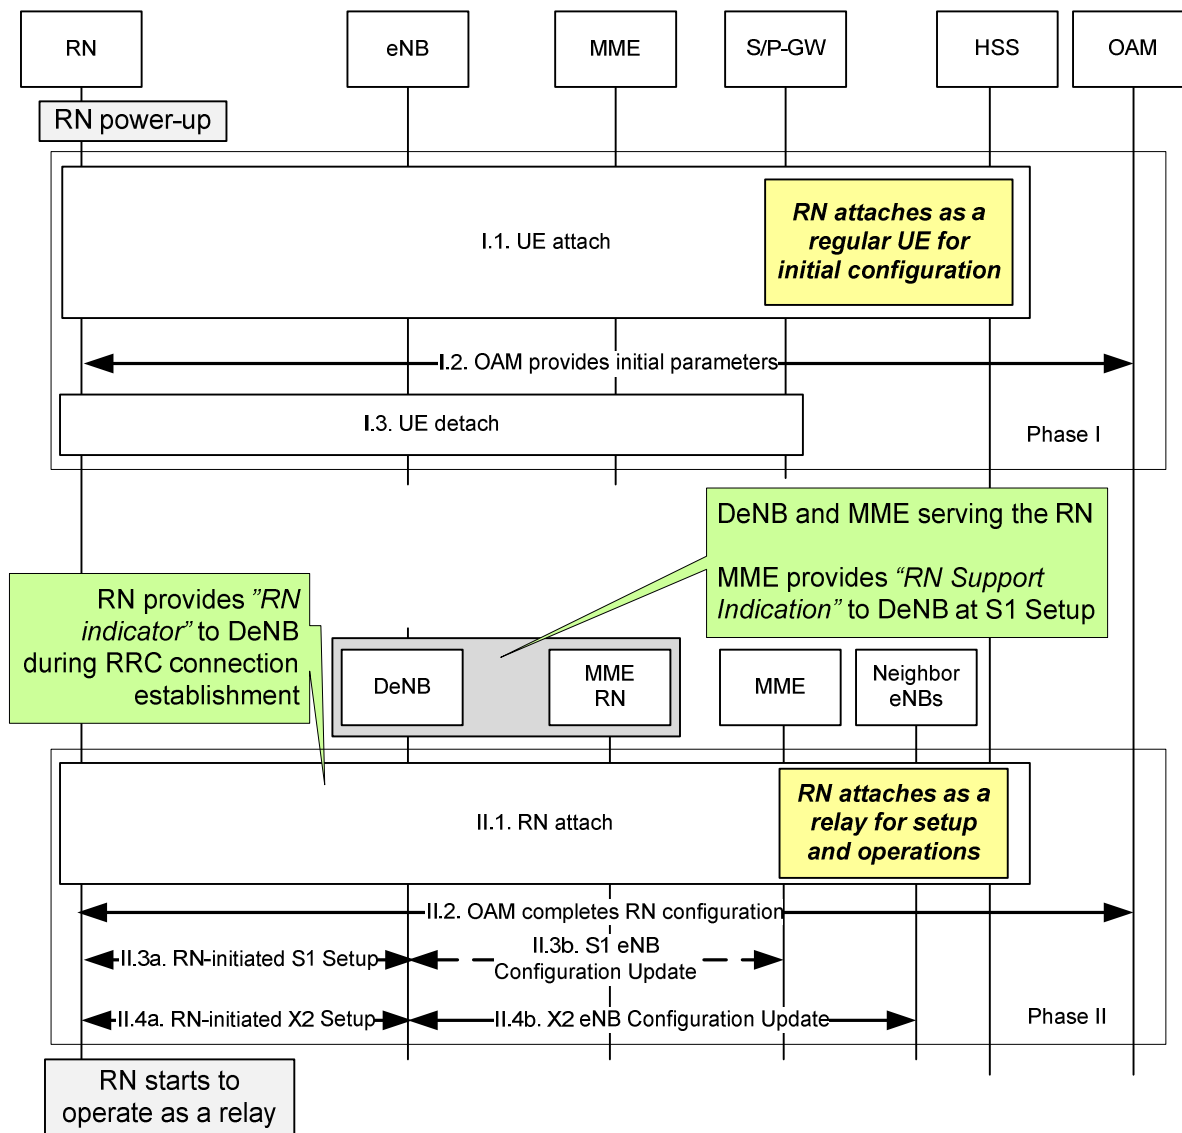 RN
eNB
MME
S/P-GW
HSS
OAM
RN power-up
RN attaches as a
regular UE for
initial configuration
I.1. UE attach
I.2. OAM provides initial parameters
I.3. UE detach
Phase I
DeNB and MME serving the RN
MME provides “RN Support
Indication” to DeNB at S1 Setup
RN provides ”RN
indicator” to DeNB
during RRC connection
establishment
DeNB
MME
RN
MME
Neighbor
eNBs
RN attaches as a
relay for setup
and operations
II.1. RN attach
II.2. OAM completes RN configuration
II.3a. RN-initiated S1 Setup
II.3b. S1 eNB
Configuration Update
II.4a. RN-initiated X2 Setup
II.4b. X2 eNB Configuration Update
Phase II
RN starts to
operate as a relay